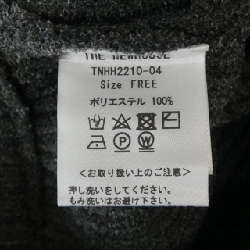 THE NEWHOUSE
TNHH2210-04
Size FREE
ポリエステル 100%
P W
<お取り扱い上のご注意>
押し洗いをしてください。
もみ洗いはお避け下さい。